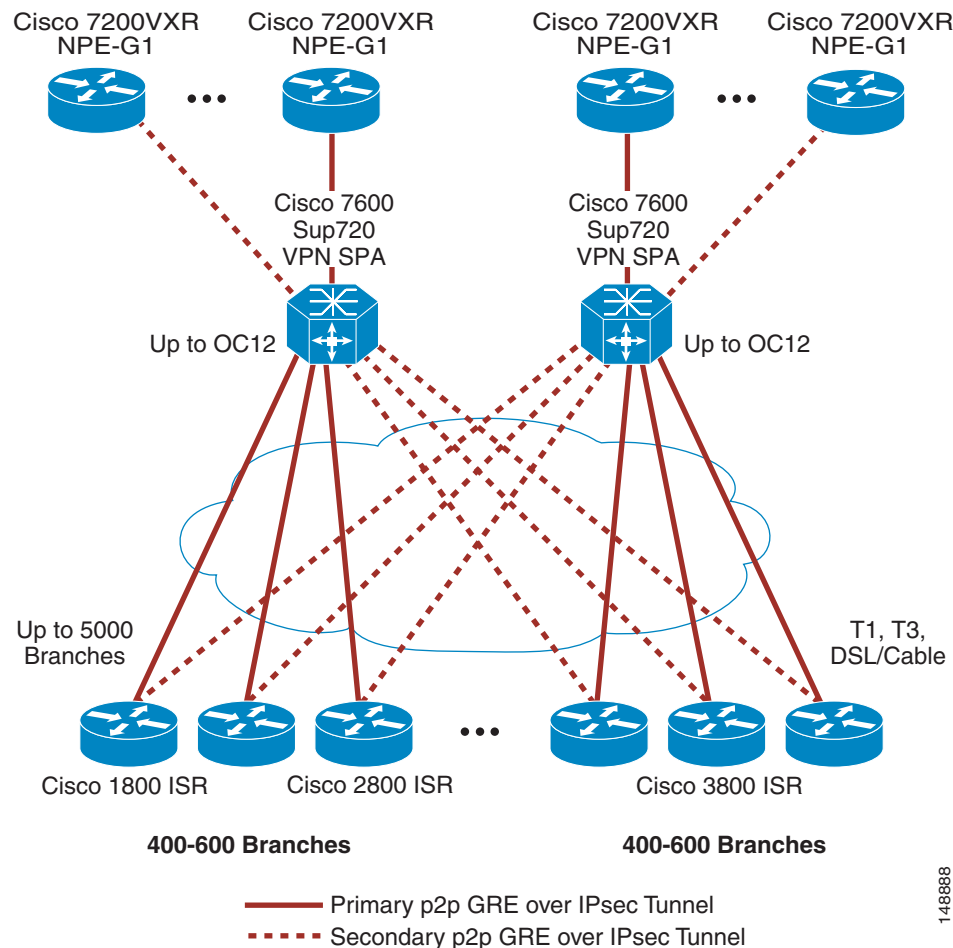 Cisco 7200VXR
NPE-G1
Cisco 7200VXR
NPE-G1
Cisco 7200VXR
NPE-G1
Cisco 7200VXR
NPE-G1
Cisco 7600
Sup720
VPN SPA
Cisco 7600
Sup720
VPN SPA
Up to OC12
Up to OC12
Up to 5000
Branches
T1, T3,
DSL/Cable
Cisco 1800 ISR
Cisco 2800 ISR
Cisco 3800 ISR
400-600 Branches
400-600 Branches
Primary p2p GRE over IPsec Tunnel
Secondary p2p GRE over IPsec Tunnel
148888